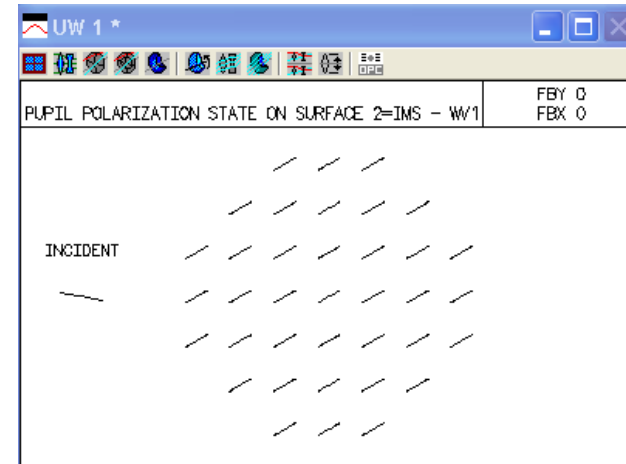 UW 1 *
PUPIL POLARIZATION STATE ON SURFACE 2=IMS - WV1
FBY 0
FBX 0
INCIDENT